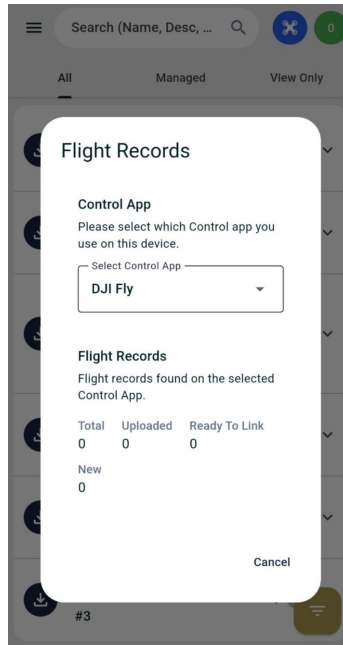 Search (Name, Desc, ...
0
All Managed View Only
Flight Records
Control App
Please select which Control app you
use on this device.
Select Control App
DJI Fly
Flight Records
Flight records found on the selected
Control App.
Total Uploaded Ready To Link
0 0 0
New
0
Cancel
#3